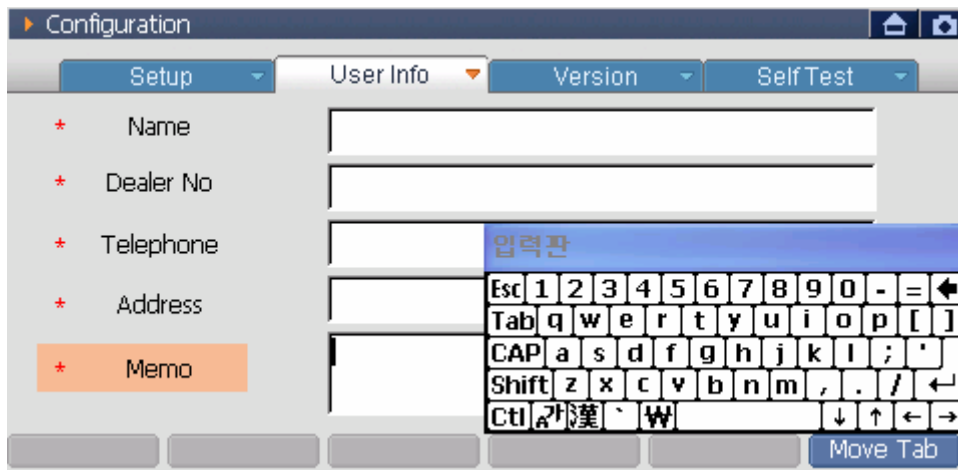 Configuration
Setup User Info Version Self Test
* Name
* Dealer No
* Telephone
* Address
* Memo
입력판
Esc 1 2 3 4 5 6 7 8 9 0 - =
Tab q w e r t y u i o p [ ]
CAP a s d f g h j k l ; '
Shift z x c v b n m , . /
Ctl A가 漢 ` ₩ ↓ ↑ ← →
Move Tab